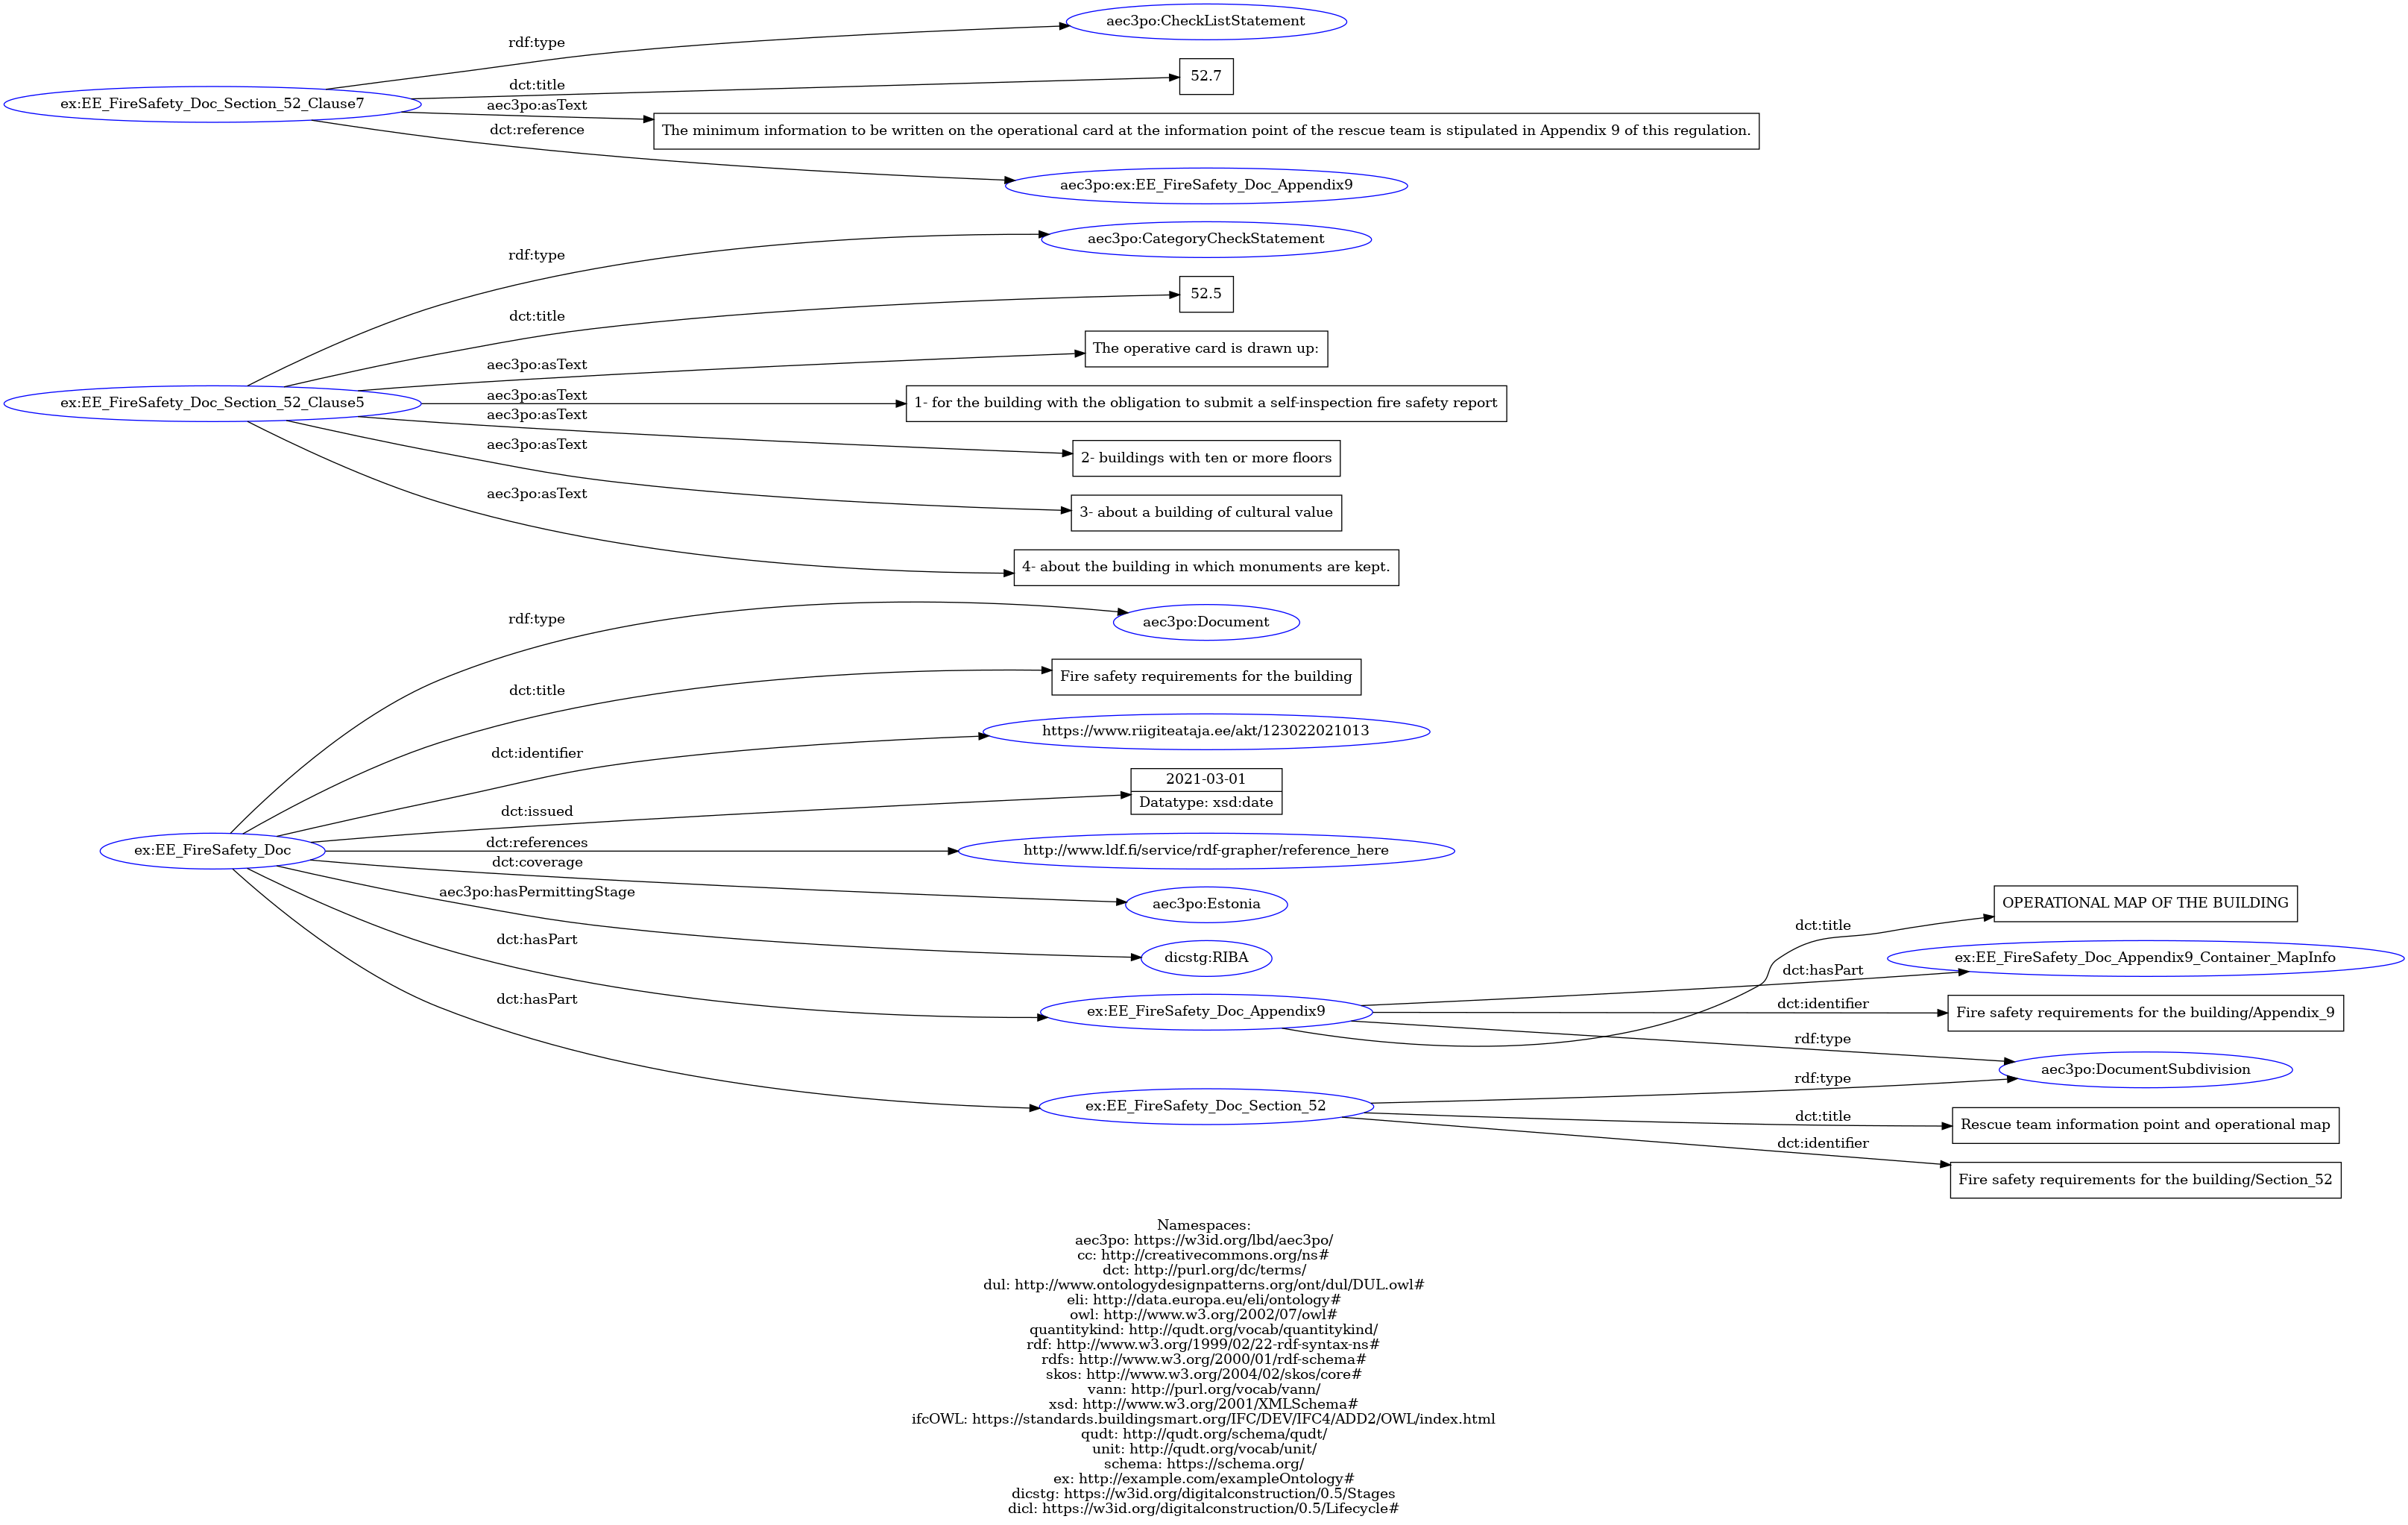 aec3po:CheckListStatement
rdf:type
52.7
dct:title
ex:EE_FireSafety_Doc_Section_52_Clause7
aec3po:asText
The minimum information to be written on the operational card at the information point of the rescue team is stipulated in Appendix 9 of this regulation.
dct:reference
aec3po:ex:EE_FireSafety_Doc_Appendix9
aec3po:CategoryCheckStatement
rdf:type
52.5
dct:title
The operative card is drawn up:
aec3po:asText
ex:EE_FireSafety_Doc_Section_52_Clause5
aec3po:asText
1- for the building with the obligation to submit a self-inspection fire safety report
aec3po:asText
2- buildings with ten or more floors
aec3po:asText
3- about a building of cultural value
aec3po:asText
4- about the building in which monuments are kept.
rdf:type
aec3po:Document
dct:title
Fire safety requirements for the building
dct:identifier
https://www.riigiteataja.ee/akt/123022021013
2021-03-01
Datatype: xsd:date
dct:issued
ex:EE_FireSafety_Doc
dct:references
http://www.ldf.fi/service/rdf-grapher/reference_here
dct:coverage
aec3po:Estonia
aec3po:hasPermittingStage
dicstg:RIBA
dct:hasPart
ex:EE_FireSafety_Doc_Appendix9
dct:hasPart
ex:EE_FireSafety_Doc_Section_52
dct:title
OPERATIONAL MAP OF THE BUILDING
dct:hasPart
ex:EE_FireSafety_Doc_Appendix9_Container_MapInfo
dct:identifier
Fire safety requirements for the building/Appendix_9
rdf:type
aec3po:DocumentSubdivision
rdf:type
dct:title
Rescue team information point and operational map
dct:identifier
Fire safety requirements for the building/Section_52
Namespaces:
aec3po: https://w3id.org/lbd/aec3po/
cc: http://creativecommons.org/ns#
dct: http://purl.org/dc/terms/
dul: http://www.ontologydesignpatterns.org/ont/dul/DUL.owl#
eli: http://data.europa.eu/eli/ontology#
owl: http://www.w3.org/2002/07/owl#
quantitykind: http://qudt.org/vocab/quantitykind/
rdf: http://www.w3.org/1999/02/22-rdf-syntax-ns#
rdfs: http://www.w3.org/2000/01/rdf-schema#
skos: http://www.w3.org/2004/02/skos/core#
vann: http://purl.org/vocab/vann/
xsd: http://www.w3.org/2001/XMLSchema#
ifcOWL: https://standards.buildingsmart.org/IFC/DEV/IFC4/ADD2/OWL/index.html
qudt: http://qudt.org/schema/qudt/
unit: http://qudt.org/vocab/unit/
schema: https://schema.org/
ex: http://example.com/exampleOntology#
dicstg: https://w3id.org/digitalconstruction/0.5/Stages
dicl: https://w3id.org/digitalconstruction/0.5/Lifecycle#